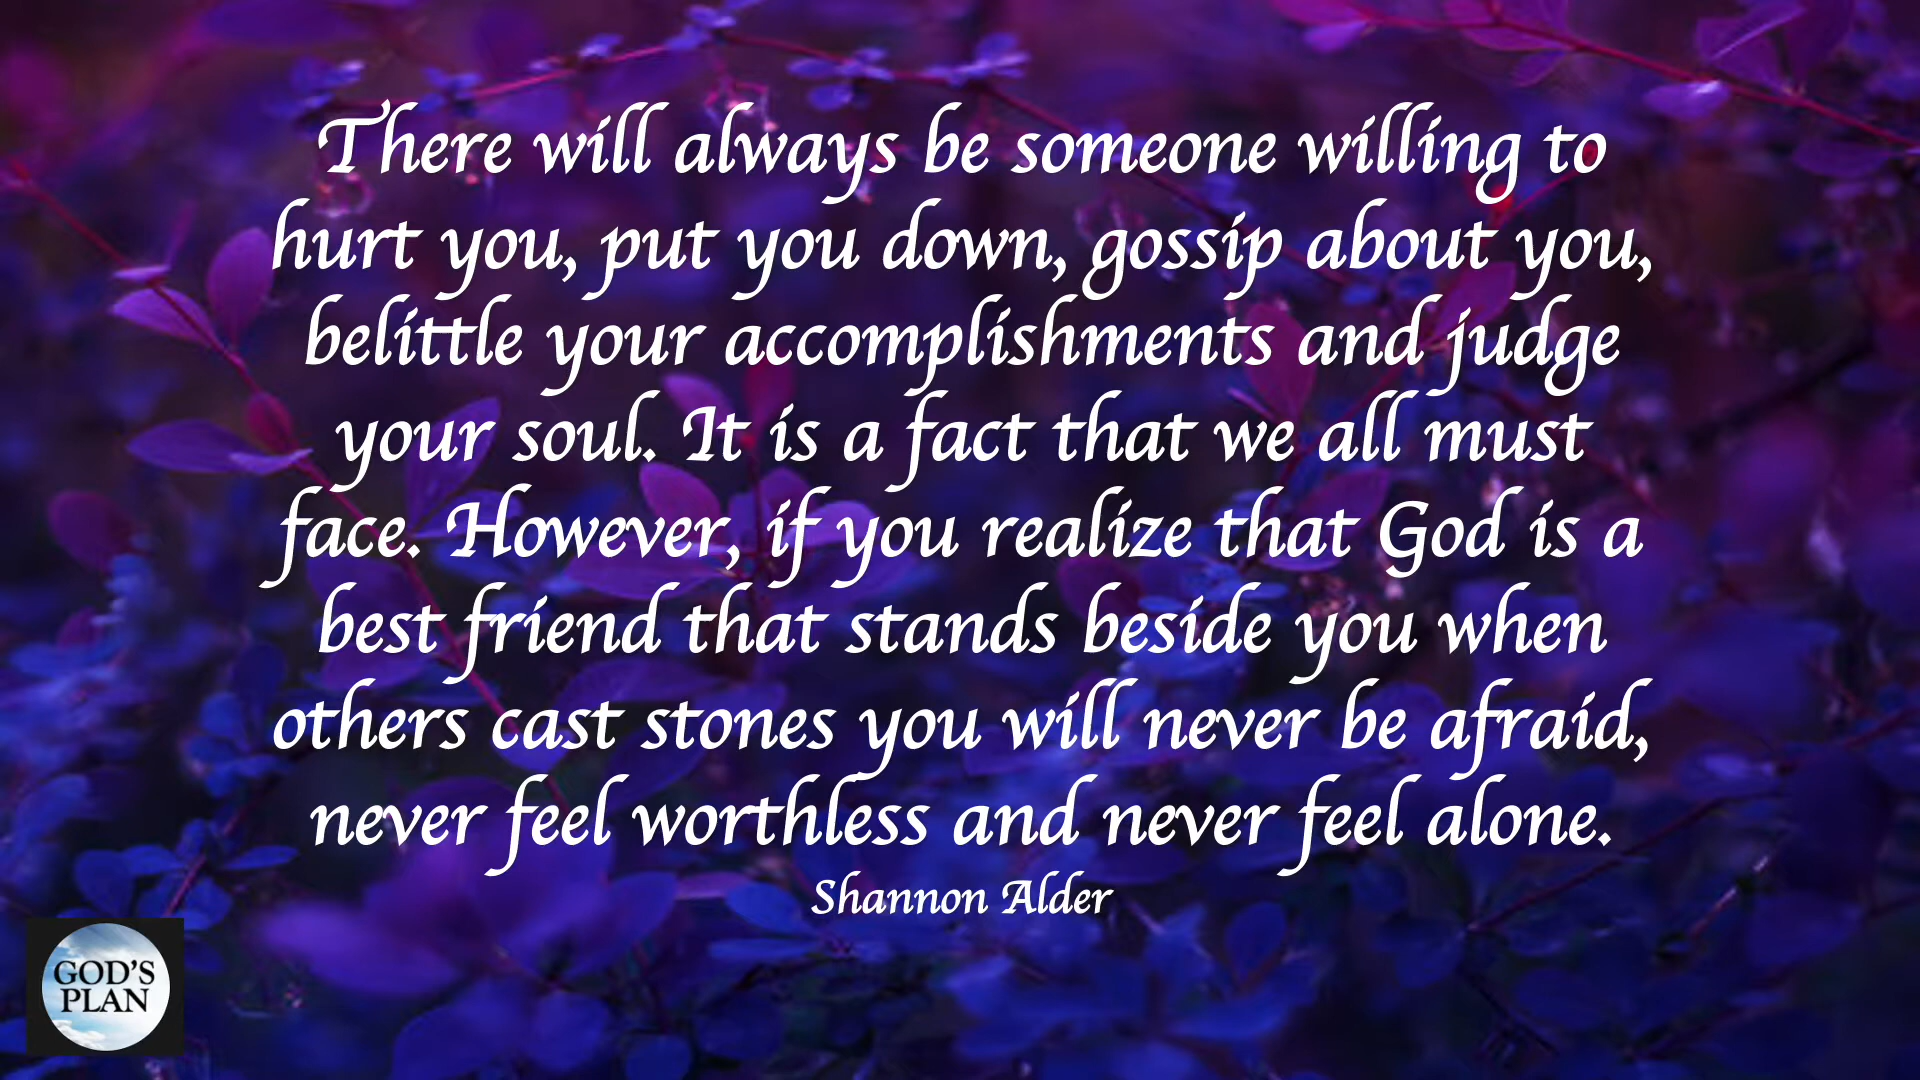 There will always be someone willing to
hurt you, put you down, gossip about you,
belittle your accomplishments and judge
your soul. It is a fact that we all must
face. However, if you realize that God is a
best friend that stands beside you when
others cast stones you will never be afraid,
never feel worthless and never feel alone.
Shannon Alder
GOD'S
PLAN